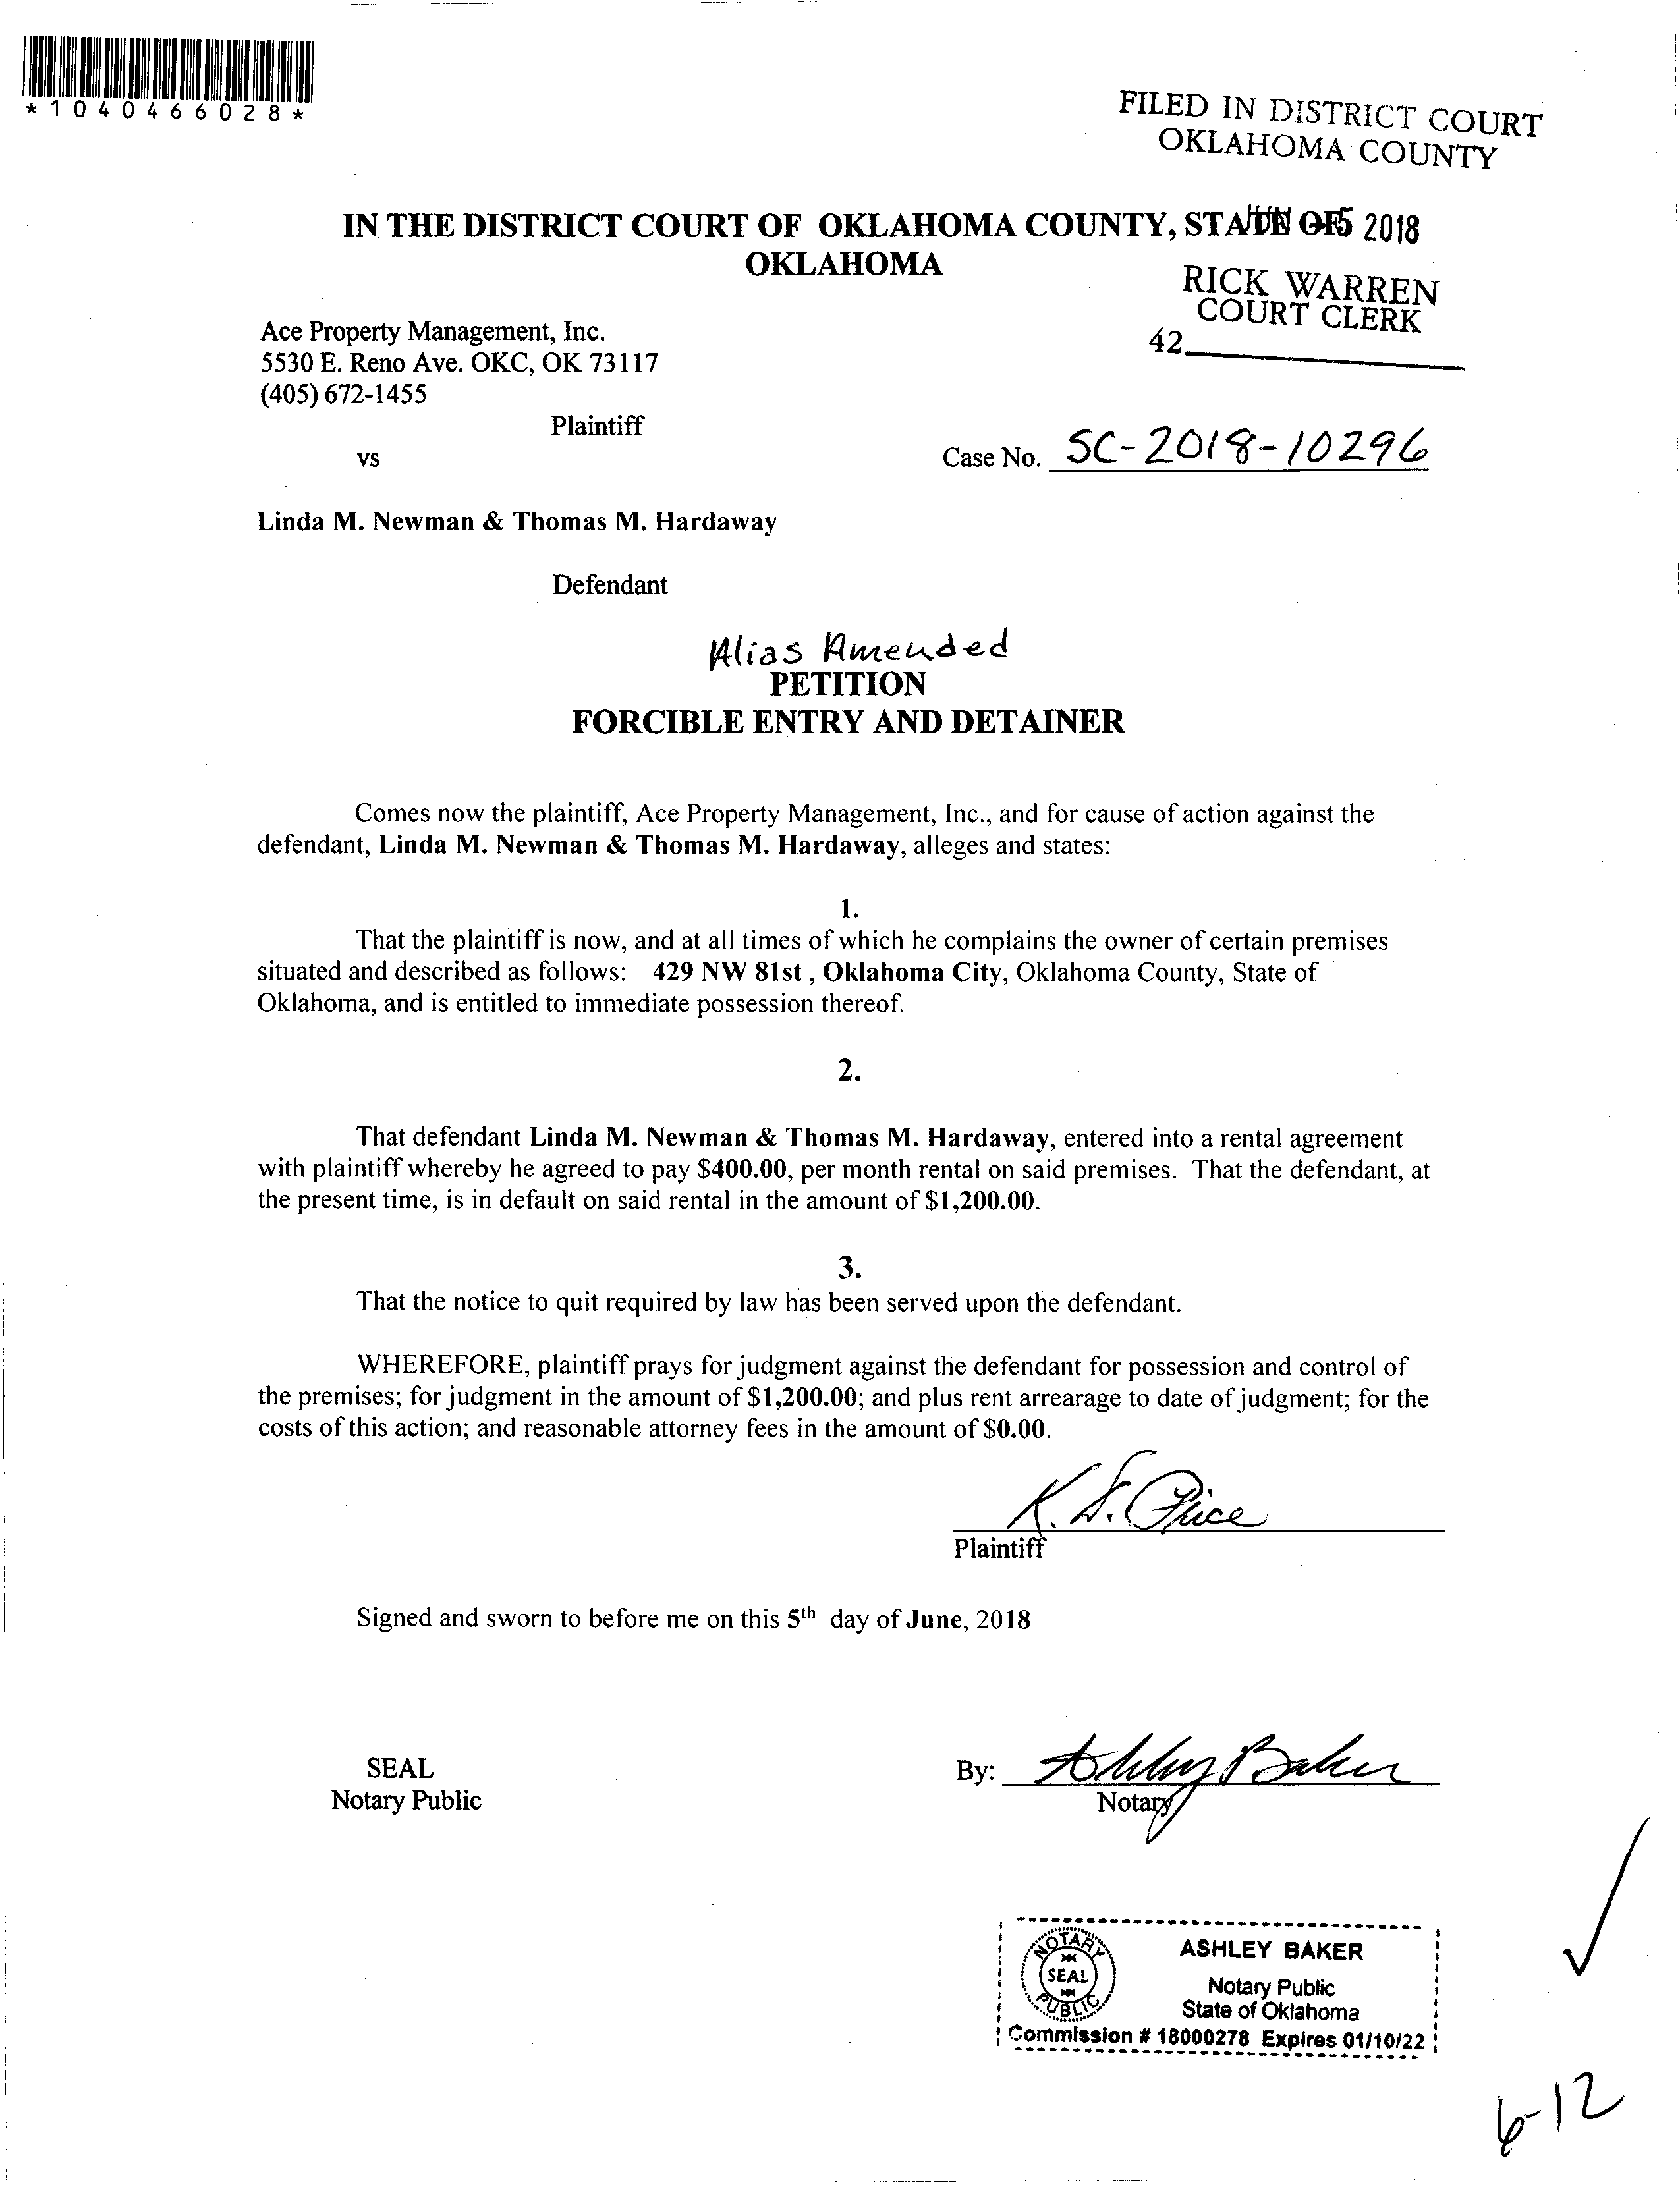 *1040466028*
FILED IN DISTRICT COURT
OKLAHOMA COUNTY
IN THE DISTRICT COURT OF OKLAHOMA COUNTY, STATE OF
JUN - 5 2018
OKLAHOMA
RICK WARREN
COURT CLERK
42
Ace Property Management, Inc.
5530 E. Reno Ave. OKC, OK 73117
(405) 672-1455
Plaintiff
vs
Case No. SC-2018-10296
Linda M. Newman & Thomas M. Hardaway
Defendant
Alias Amended
PETITION
FORCIBLE ENTRY AND DETAINER
Comes now the plaintiff, Ace Property Management, Inc., and for cause of action against the
defendant, Linda M. Newman & Thomas M. Hardaway, alleges and states:
1.
That the plaintiff is now, and at all times of which he complains the owner of certain premises
situated and described as follows: 429 NW 81st , Oklahoma City, Oklahoma County, State of
Oklahoma, and is entitled to immediate possession thereof.
2.
That defendant Linda M. Newman & Thomas M. Hardaway, entered into a rental agreement
with plaintiff whereby he agreed to pay $400.00, per month rental on said premises. That the defendant, at
the present time, is in default on said rental in the amount of $1,200.00.
3.
That the notice to quit required by law has been served upon the defendant.
WHEREFORE, plaintiff prays for judgment against the defendant for possession and control of
the premises; for judgment in the amount of $1,200.00; and plus rent arrearage to date of judgment; for the
costs of this action; and reasonable attorney fees in the amount of $0.00.
K. F. Price
Plaintiff
Signed and sworn to before me on this 5th day of June, 2018
SEAL
Notary Public
By: Ashley Baker
Notary
NOTARY
SEAL
PUBLIC
ASHLEY BAKER
Notary Public
State of Oklahoma
Commission # 18000278 Expires 01/10/22
6-12